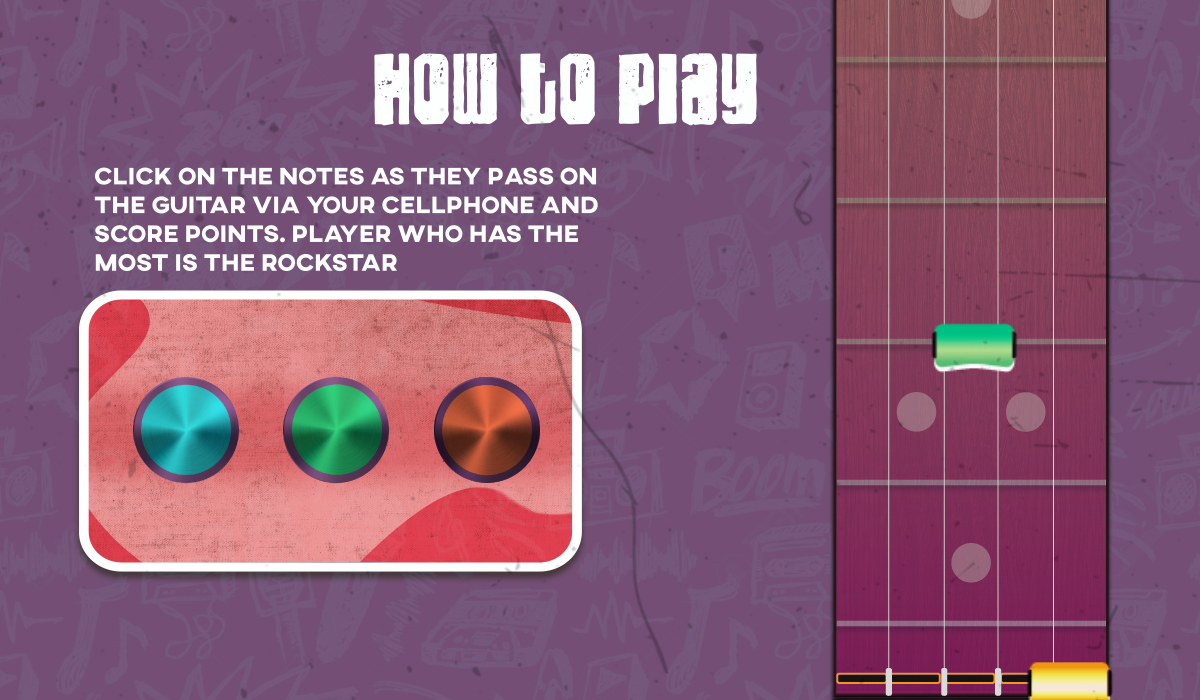 How to Play
CLICK ON THE NOTES AS THEY PASS ON
THE GUITAR VIA YOUR CELLPHONE AND
SCORE POINTS. PLAYER WHO HAS THE
MOST IS THE ROCKSTAR
BOOM